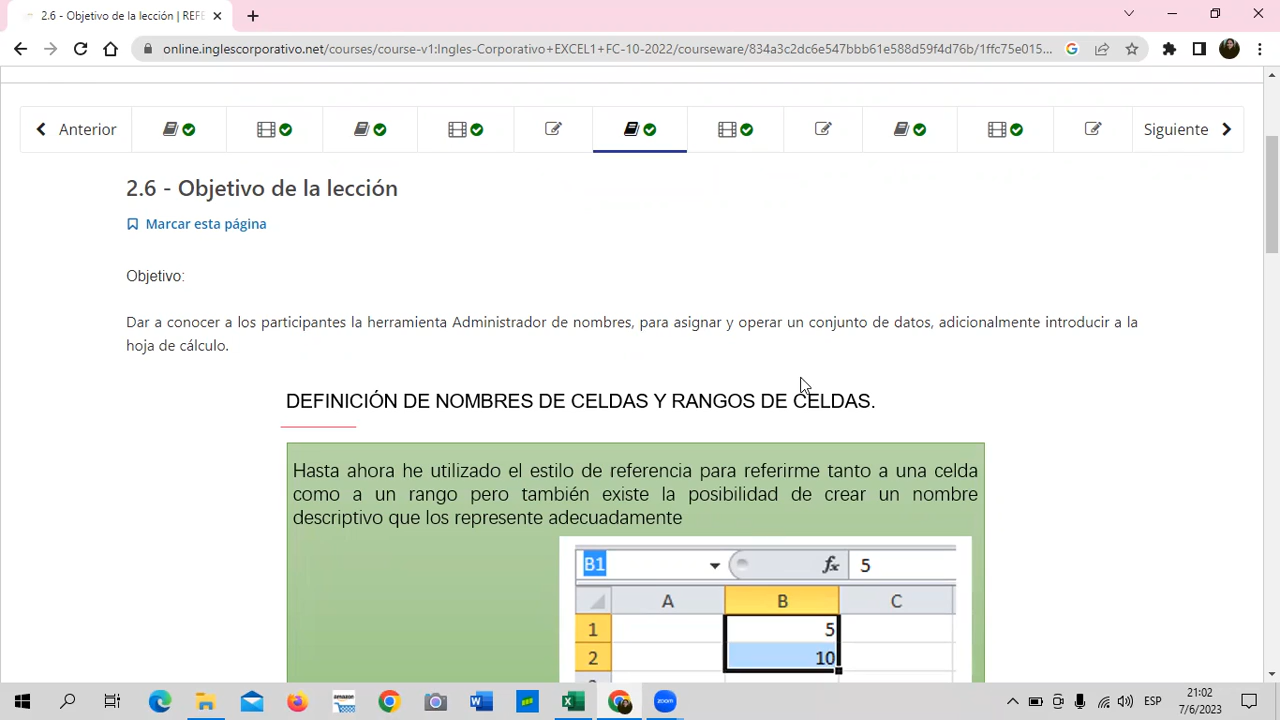 2.6 - Objetivo de la lección | REFE
online.inglescorporativo.net/courses/course-v1:Ingles-Corporativo+EXCEL1+FC-10-2022/courseware/834a3c2dc6e547bbb61e588d59f4d76b/1ffc75e015...
Anterior
Siguiente
2.6 - Objetivo de la lección
Marcar esta página
Objetivo:
Dar a conocer a los participantes la herramienta Administrador de nombres, para asignar y operar un conjunto de datos, adicionalmente introducir a la
hoja de cálculo.
DEFINICIÓN DE NOMBRES DE CELDAS Y RANGOS DE CELDAS.
Hasta ahora he utilizado el estilo de referencia para referirme tanto a una celda
como a un rango pero también existe la posibilidad de crear un nombre
descriptivo que los represente adecuadamente
B1 fx 5
A B C
1 5
2 10
amazon
zoom
ESP
21:02
7/6/2023